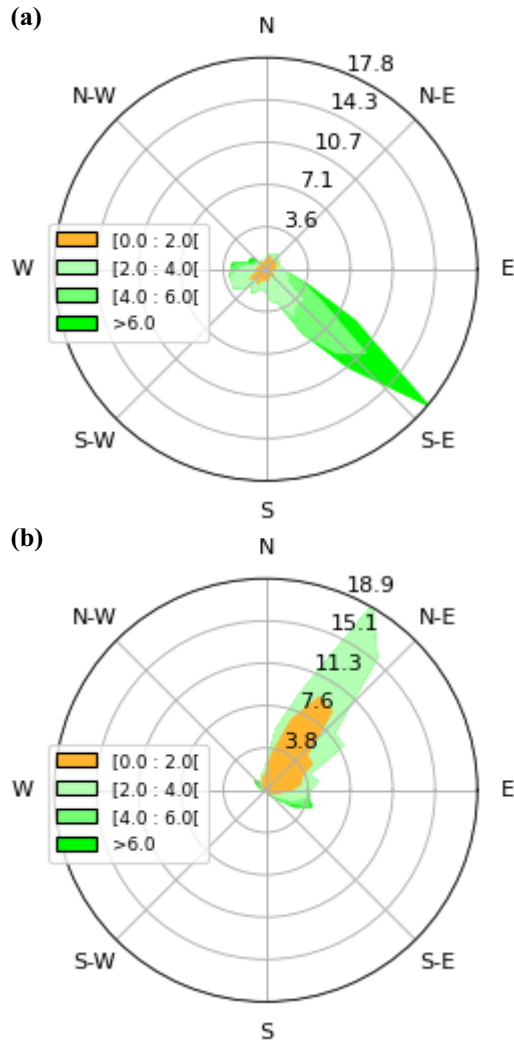 (a)
N
17.8
N-W
14.3
N-E
10.7
7.1
3.6
[0.0 : 2.0[
W
[2.0 : 4.0[
E
[4.0 : 6.0[
>6.0
S-W
S-E
S
(b)
N
18.9
N-W
15.1
N-E
11.3
7.6
3.8
[0.0 : 2.0[
W
[2.0 : 4.0[
E
[4.0 : 6.0[
>6.0
S-W
S-E
S